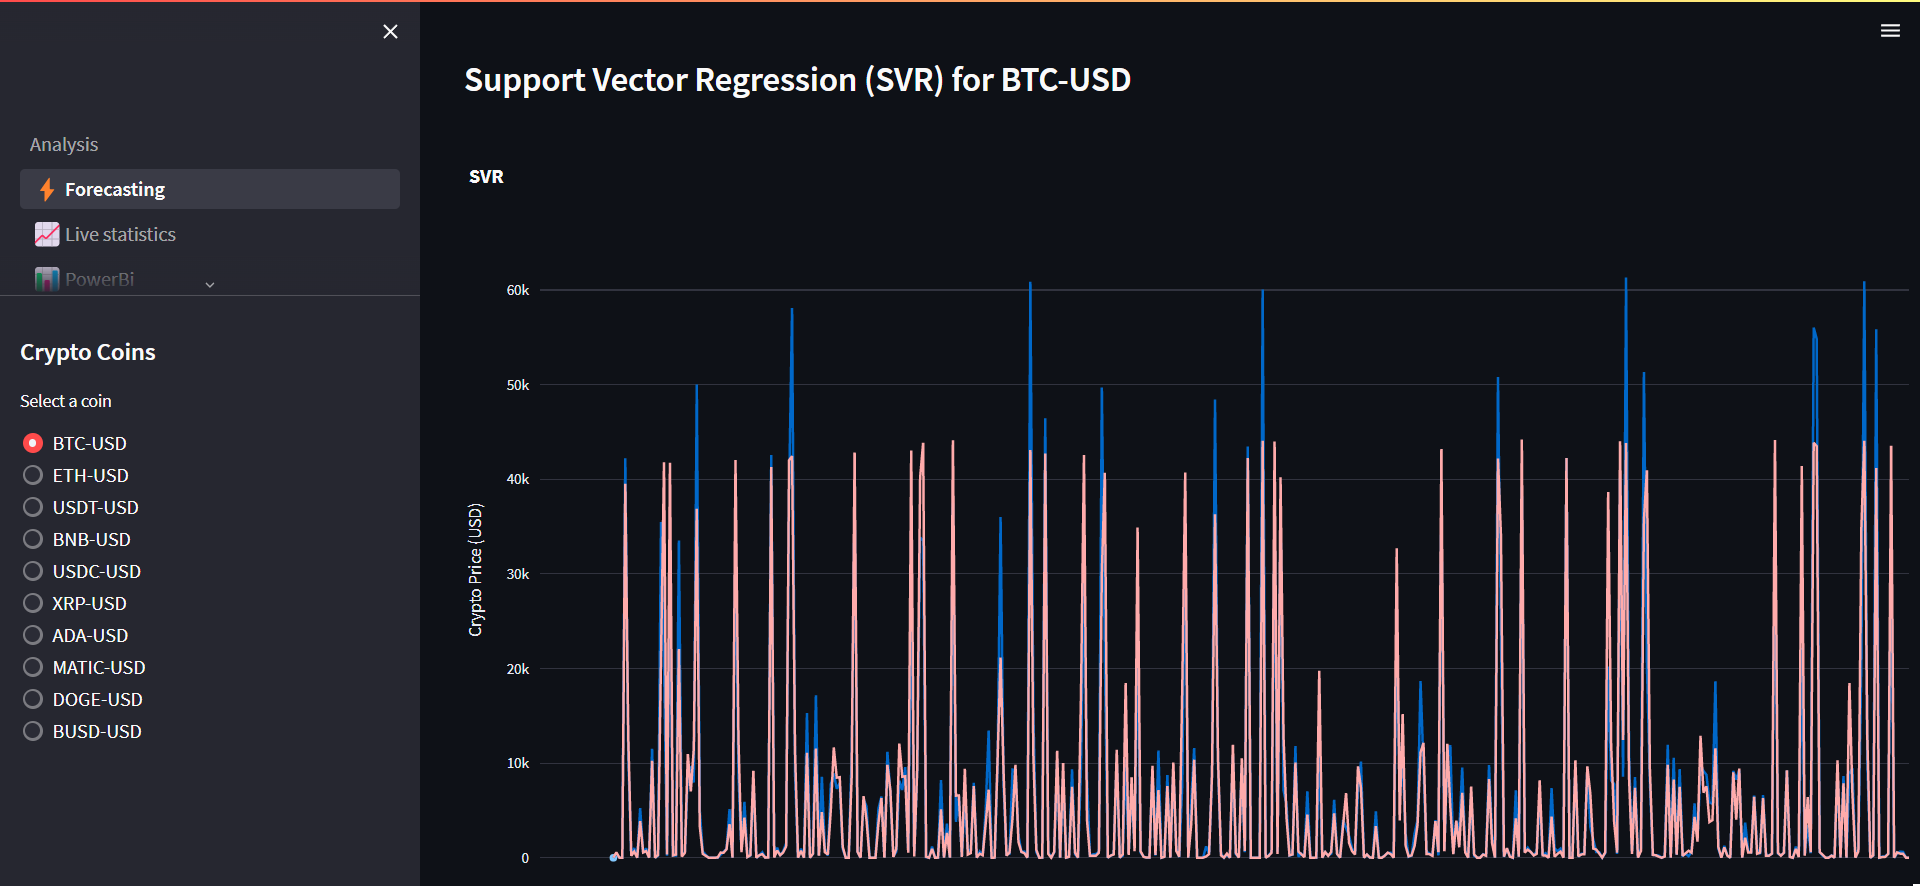 Analysis
Forecasting
Live statistics
PowerBi
Crypto Coins
Select a coin
BTC-USD
ETH-USD
USDT-USD
BNB-USD
USDC-USD
XRP-USD
ADA-USD
MATIC-USD
DOGE-USD
BUSD-USD
Support Vector Regression (SVR) for BTC-USD
SVR
Crypto Price (USD)
60k
50k
40k
30k
20k
10k
0